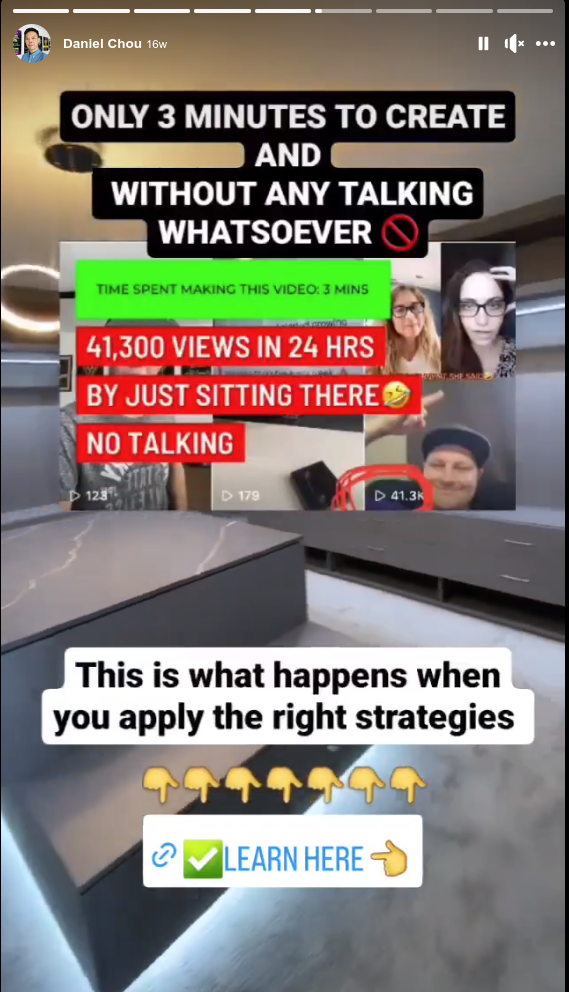 Daniel Chou 16w
ONLY 3 MINUTES TO CREATE
AND
WITHOUT ANY TALKING
WHATSOEVER 🚫
TIME SPENT MAKING THIS VIDEO: 3 MINS
41,300 VIEWS IN 24 HRS
BY JUST SITTING THERE🤣
NO TALKING
SHE SAID
123
179
41.3K
This is what happens when
you apply the right strategies
👇👇👇👇👇👇👇
✅LEARN HERE 👈